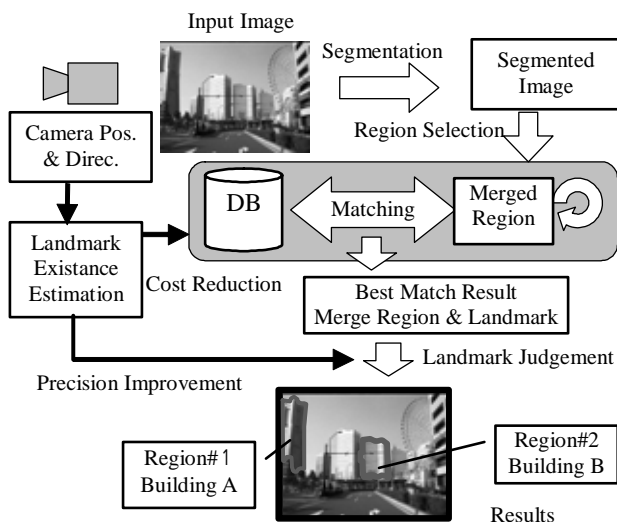 Input Image
Segmentation
Segmented
Image
Camera Pos.
& Direc.
Region Selection
DB
Matching
Merged
Region
Landmark
Existance
Estimation
Cost Reduction
Best Match Result
Merge Region & Landmark
Landmark Judgement
Precision Improvement
Region#1
Building A
Region#2
Building B
Results